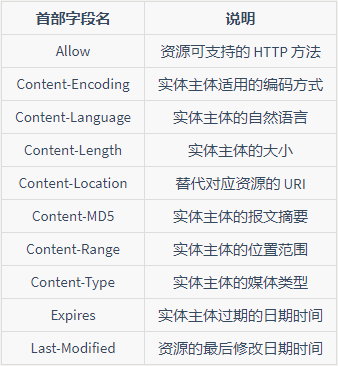 首部字段名 说明
Allow 资源可支持的 HTTP 方法
Content-Encoding 实体主体适用的编码方式
Content-Language 实体主体的自然语言
Content-Length 实体主体的大小
Content-Location 替代对应资源的 URI
Content-MD5 实体主体的报文摘要
Content-Range 实体主体的位置范围
Content-Type 实体主体的媒体类型
Expires 实体主体过期的日期时间
Last-Modified 资源的最后修改日期时间